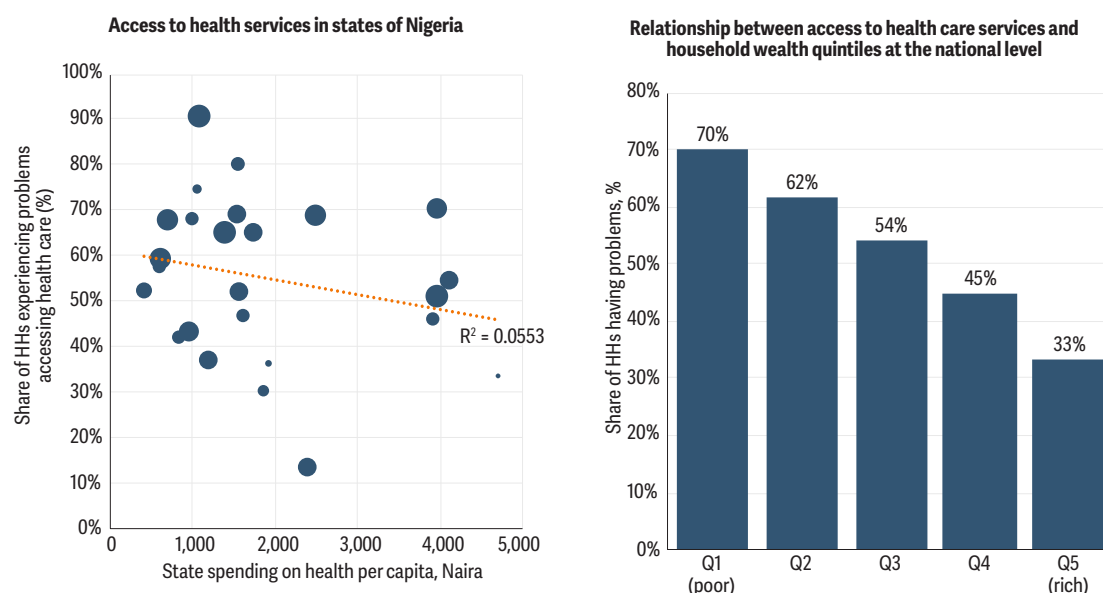 Access to health services in states of Nigeria
100%
90%
80%
70%
60%
50%
40%
30%
20%
10%
0%
Share of HHs experiencing problems
accessing health care (%)
R² = 0.0553
0 1,000 2,000 3,000 4,000 5,000
State spending on health per capita, Naira
Relationship between access to health care services and
household wealth quintiles at the national level
80%
70%
60%
50%
40%
30%
20%
10%
0%
Share of HHs having problems, %
70%
62%
54%
45%
33%
Q1 Q2 Q3 Q4 Q5
(poor) (rich)